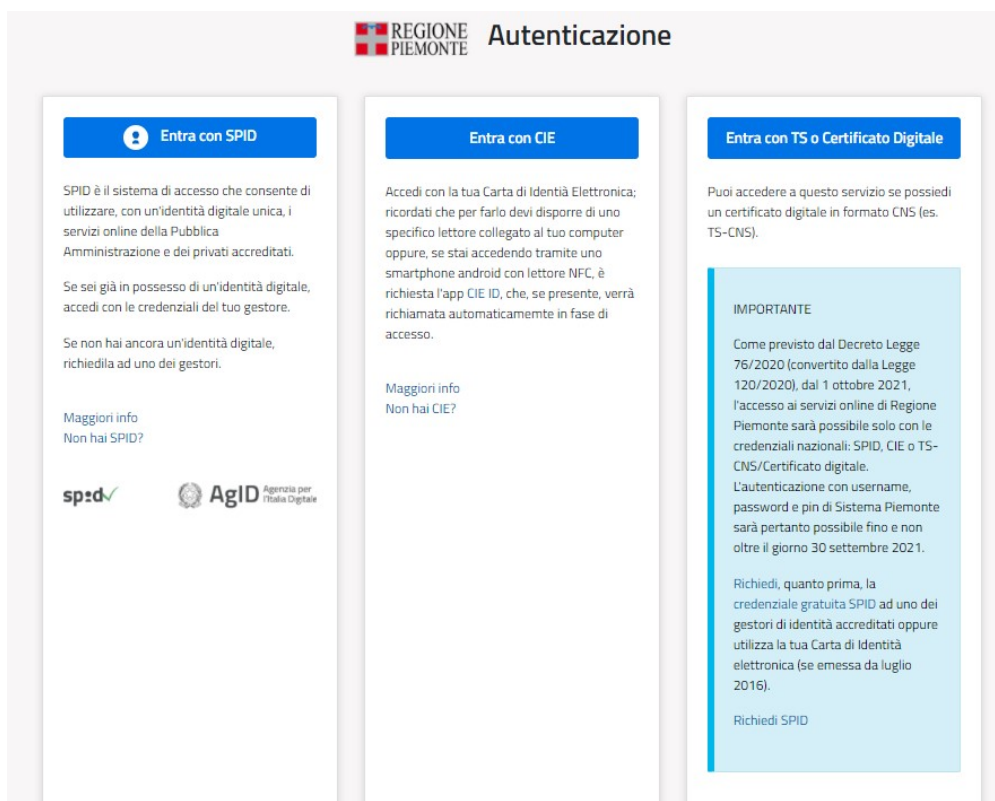 REGIONE
PIEMONTE
Autenticazione
Entra con SPID
SPID è il sistema di accesso che consente di
utilizzare, con un'identità digitale unica, i
servizi online della Pubblica
Amministrazione e dei privati accreditati.
Se sei già in possesso di un'identità digitale,
accedi con le credenziali del tuo gestore.
Se non hai ancora un'identità digitale,
richiedila ad uno dei gestori.
Maggiori info
Non hai SPID?
sp:d
AgID Agenzia per
l'Italia Digitale
Entra con CIE
Accedi con la tua Carta di Identià Elettronica;
ricordati che per farlo devi disporre di uno
specifico lettore collegato al tuo computer
oppure, se stai accedendo tramite uno
smartphone android con lettore NFC, è
richiesta l'app CIE ID, che, se presente, verrà
richiamata automaticamemte in fase di
accesso.
Maggiori info
Non hai CIE?
Entra con TS o Certificato Digitale
Puoi accedere a questo servizio se possiedi
un certificato digitale in formato CNS (es.
TS-CNS).
IMPORTANTE
Come previsto dal Decreto Legge
76/2020 (convertito dalla Legge
120/2020), dal 1 ottobre 2021,
l'accesso ai servizi online di Regione
Piemonte sarà possibile solo con le
credenziali nazionali: SPID, CIE o TS-
CNS/Certificato digitale.
L'autenticazione con username,
password e pin di Sistema Piemonte
sarà pertanto possibile fino e non
oltre il giorno 30 settembre 2021.
Richiedi, quanto prima, la
credenziale gratuita SPID ad uno dei
gestori di identità accreditati oppure
utilizza la tua Carta di Identità
elettronica (se emessa da luglio
2016).
Richiedi SPID